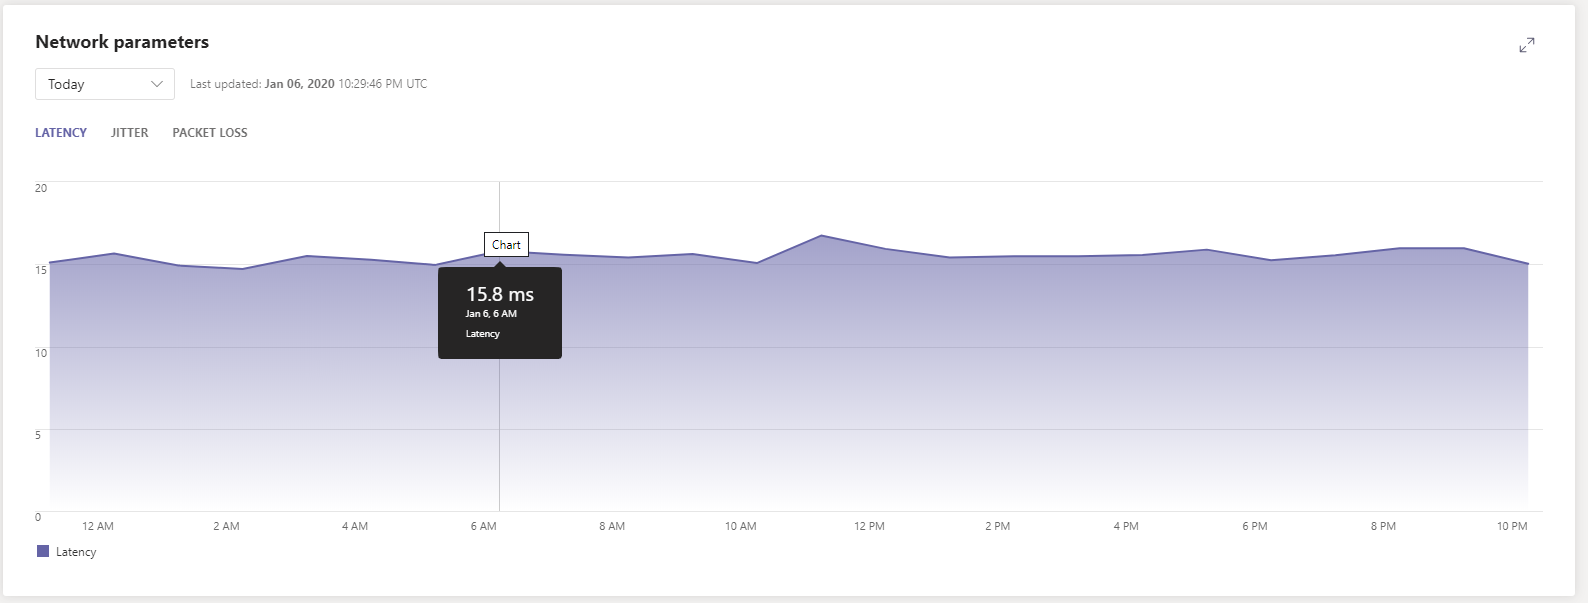 Network parameters
Today
Last updated: Jan 06, 2020 10:29:46 PM UTC
LATENCY JITTER PACKET LOSS
20
Chart
15
15.8 ms
Jan 6, 6 AM
Latency
10
5
0
12 AM 2 AM 4 AM 6 AM 8 AM 10 AM 12 PM 2 PM 4 PM 6 PM 8 PM 10 PM
Latency